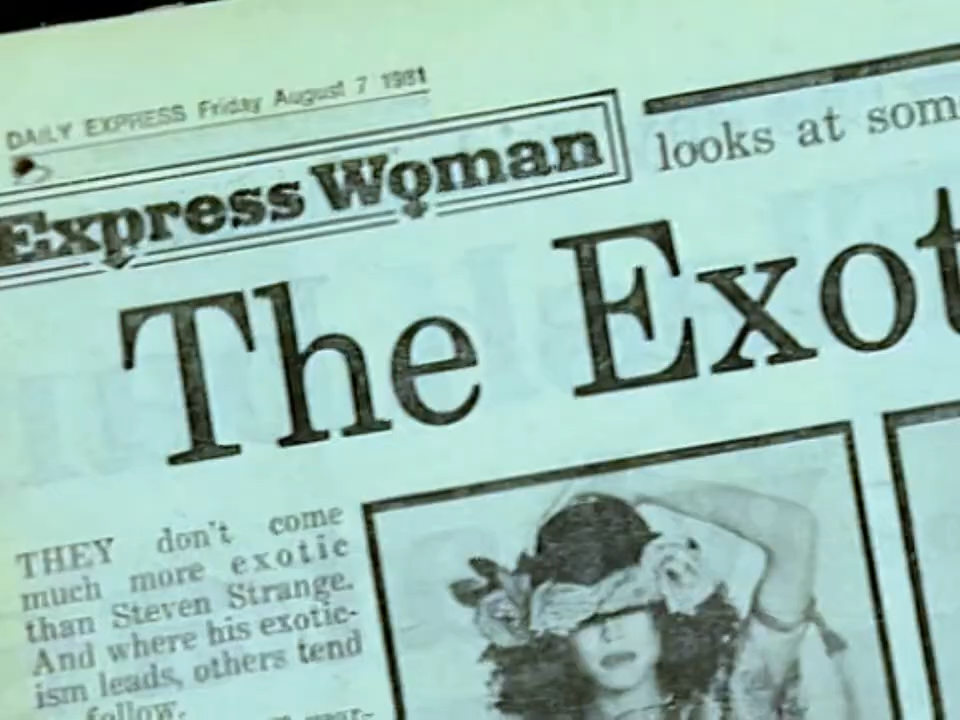 DAILY EXPRESS Friday August 7 1981
Express Woman
looks at som
The Exot
THEY don't come
much more exotic
than Steven Strange.
And where his exotic-
ism leads, others tend
follow.